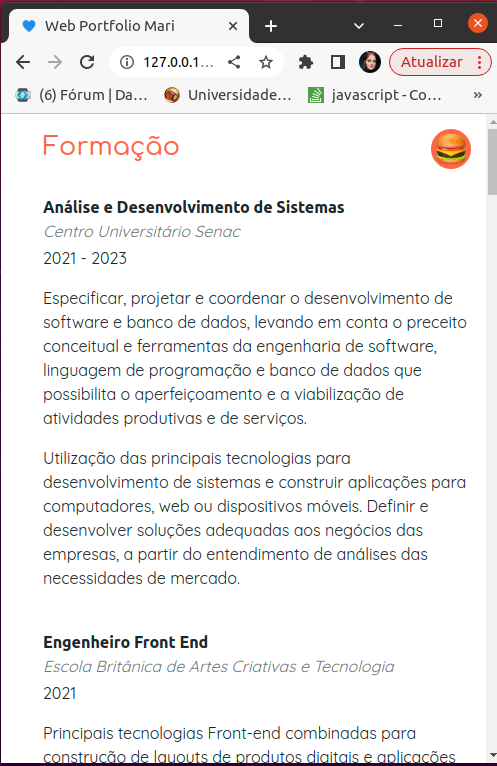 Web Portfolio Mari
127.0.0.1...
Atualizar
(6) Fórum | Da...
Universidade...
javascript - Co...
»
Formação
Análise e Desenvolvimento de Sistemas
Centro Universitário Senac
2021 - 2023
Especificar, projetar e coordenar o desenvolvimento de
software e banco de dados, levando em conta o preceito
conceitual e ferramentas da engenharia de software,
linguagem de programação e banco de dados que
possibilita o aperfeiçoamento e a viabilização de
atividades produtivas e de serviços.
Utilização das principais tecnologias para
desenvolvimento de sistemas e construir aplicações para
computadores, web ou dispositivos móveis. Definir e
desenvolver soluções adequadas aos negócios das
empresas, a partir do entendimento de análises das
necessidades de mercado.
Engenheiro Front End
Escola Britânica de Artes Criativas e Tecnologia
2021
Principais tecnologias Front-end combinadas para
construção de layouts de produtos digitais e aplicações